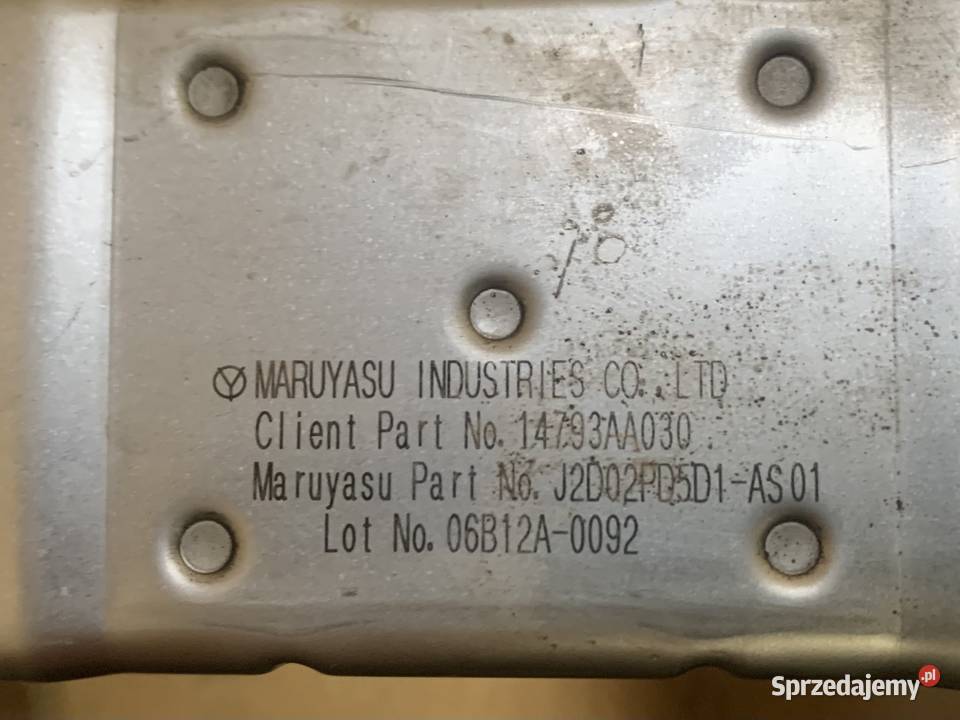 MARUYASU INDUSTRIES CO.,LTD
Client Part No. 14793AA030
Maruyasu Part No. J2D02PD5D1-AS01
Lot No. 06B12A-0092
Sprzedajemy.pl